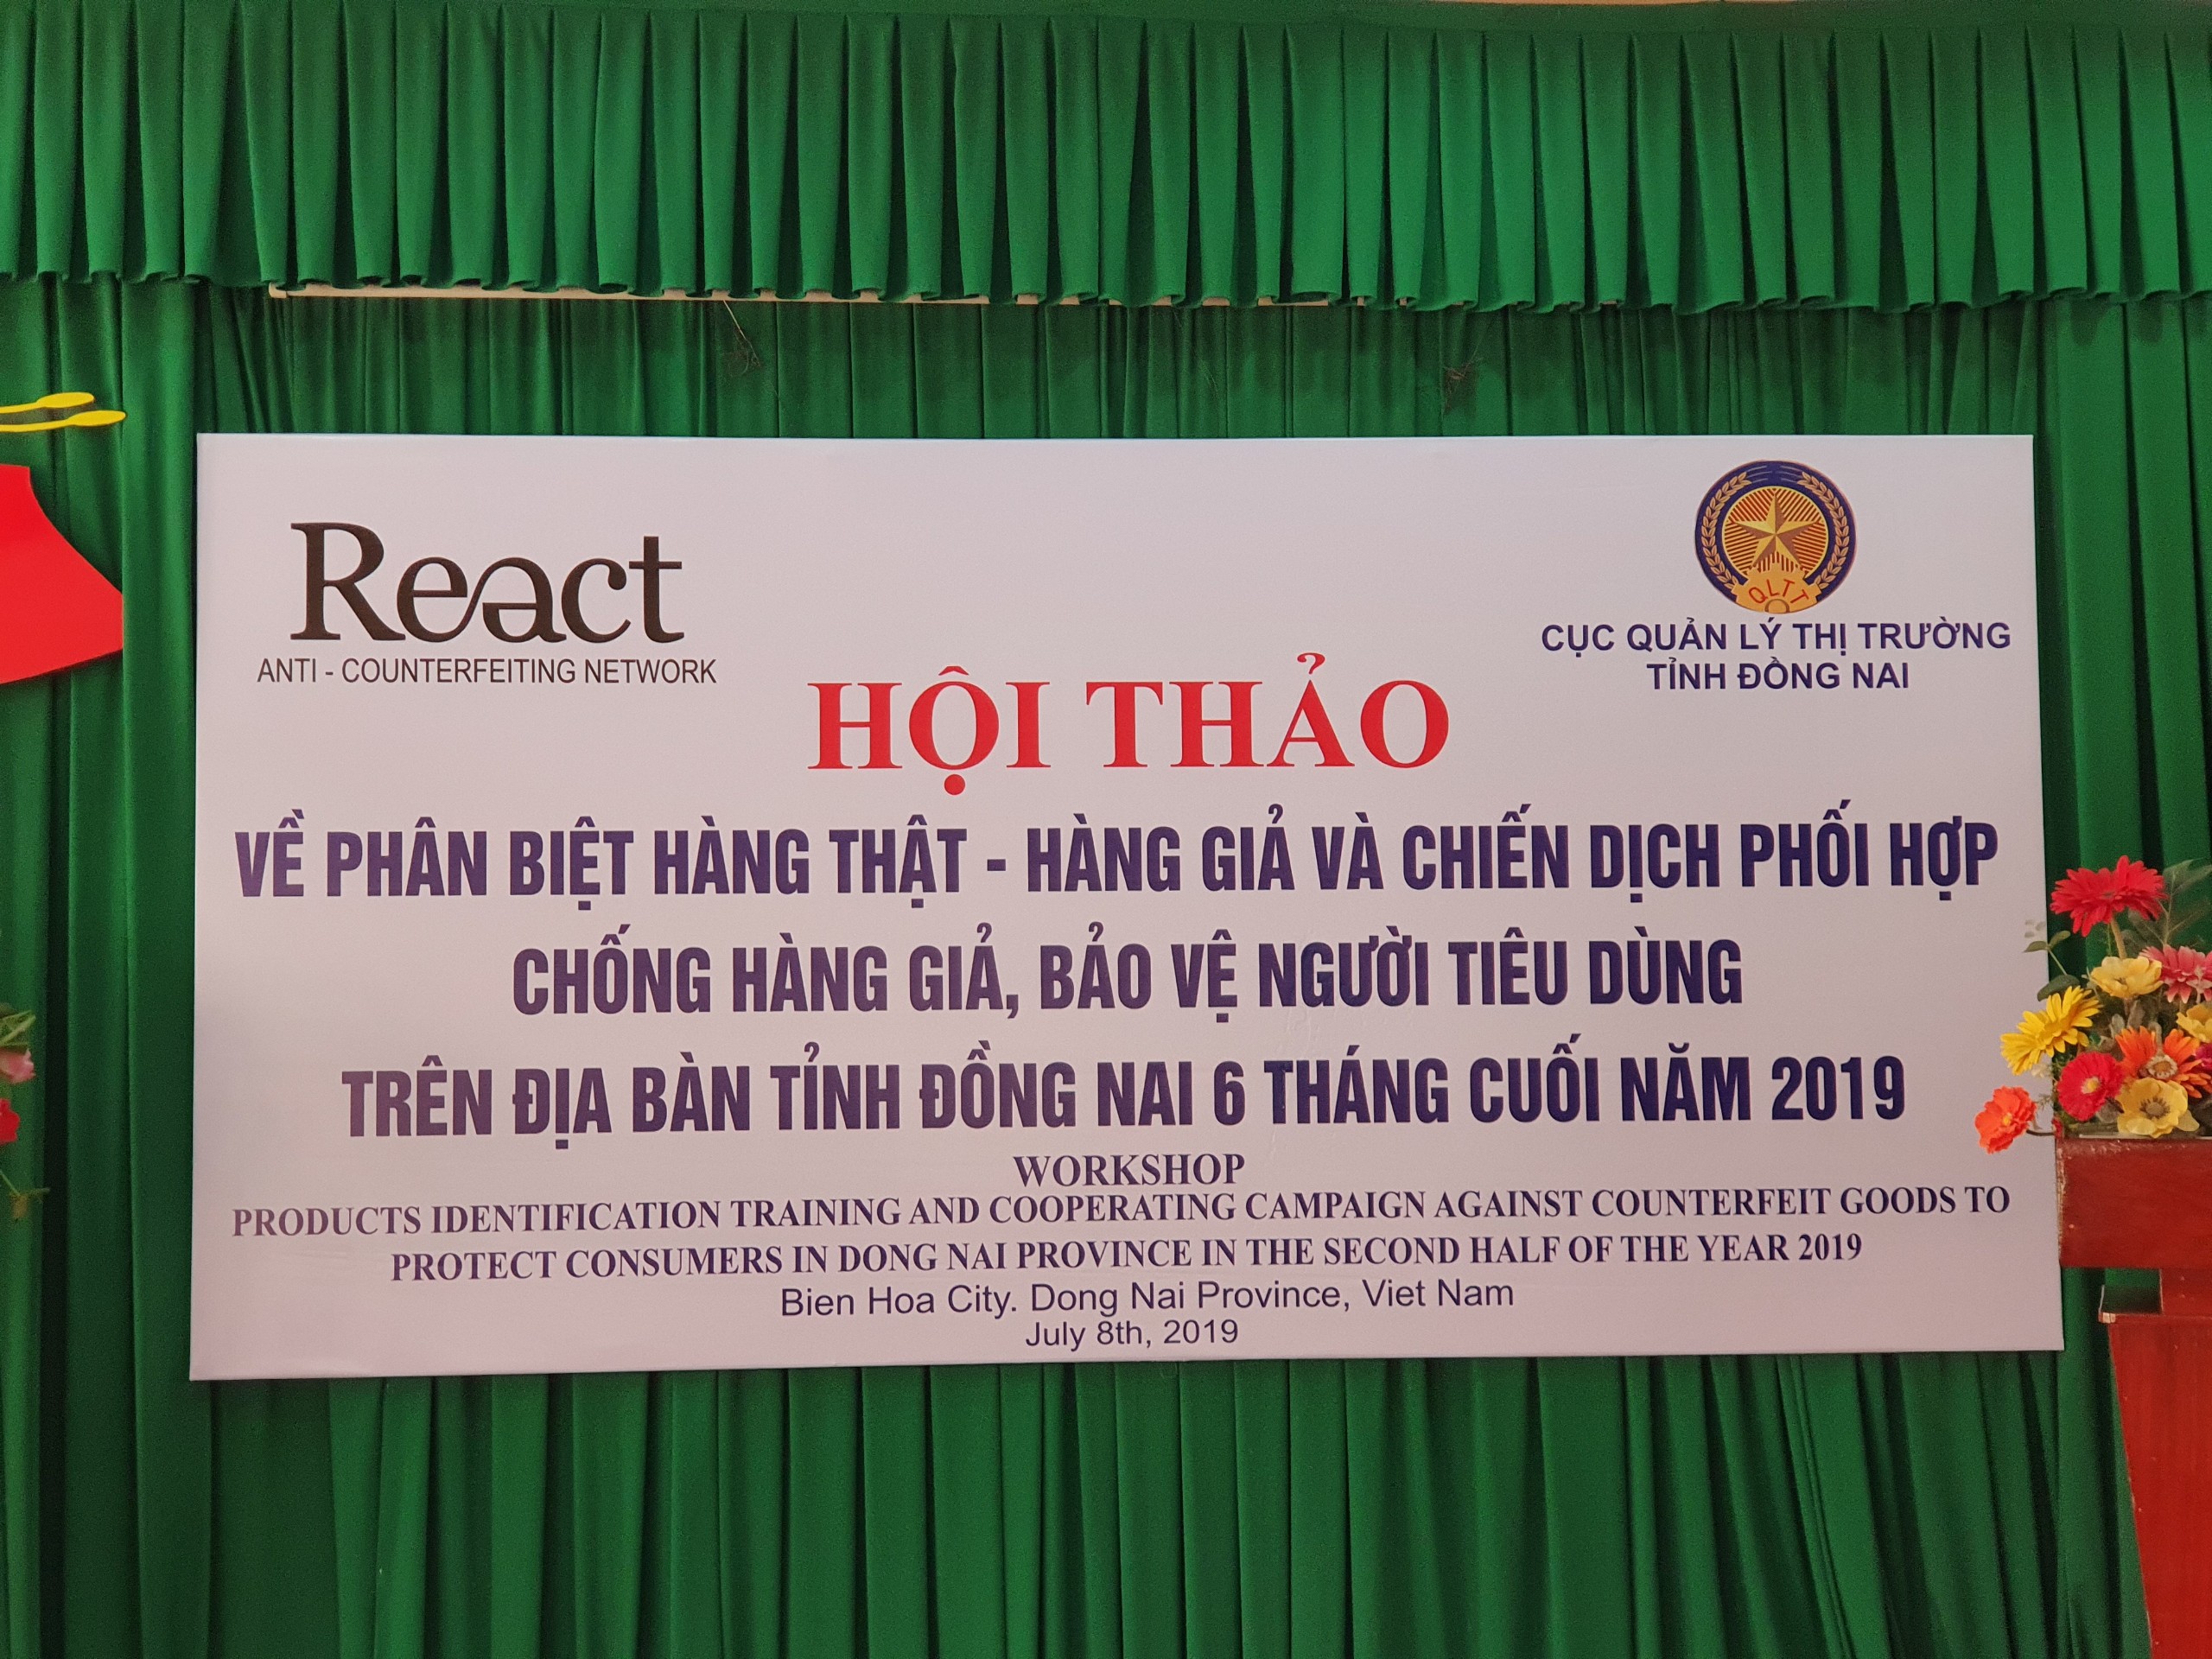 React
ANTI - COUNTERFEITING NETWORK
QLTT
CỤC QUẢN LÝ THỊ TRƯỜNG
TỈNH ĐỒNG NAI
HỘI THẢO
VỀ PHÂN BIỆT HÀNG THẬT - HÀNG GIẢ VÀ CHIẾN DỊCH PHỐI HỢP
CHỐNG HÀNG GIẢ, BẢO VỆ NGƯỜI TIÊU DÙNG
TRÊN ĐỊA BÀN TỈNH ĐỒNG NAI 6 THÁNG CUỐI NĂM 2019
WORKSHOP
PRODUCTS IDENTIFICATION TRAINING AND COOPERATING CAMPAIGN AGAINST COUNTERFEIT GOODS TO
PROTECT CONSUMERS IN DONG NAI PROVINCE IN THE SECOND HALF OF THE YEAR 2019
Bien Hoa City. Dong Nai Province, Viet Nam
July 8th, 2019